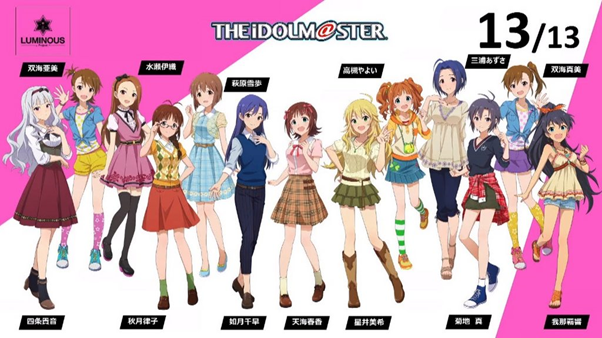 LUMINOUS
THE iDOLM@STER
13/13
双海亜美
水瀬伊織
萩原雪歩
高槻やよい
三浦あずさ
双海真美
四条貴音
秋月律子
如月千早
天海春香
星井美希
菊地 真
我那覇響